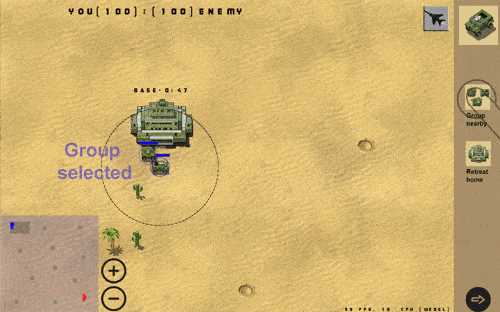 YOU(100):(100)ENEMY
BASE-0:47
Group
selected
Group
nearby
Retreat
home